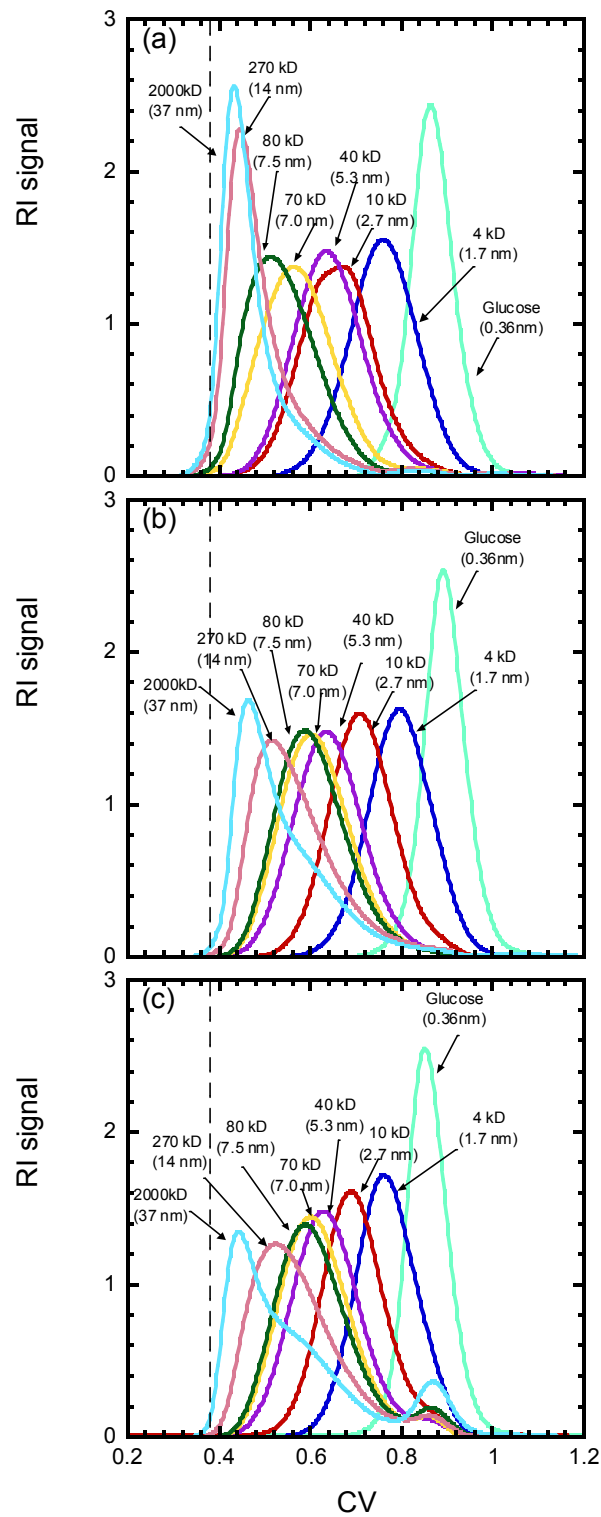 (a)
3
270 kD
(14 nm)
2000kD
(37 nm)
80 kD
(7.5 nm)
40 kD
(5.3 nm)
70 kD
(7.0 nm)
10 kD
(2.7 nm)
4 kD
(1.7 nm)
Glucose
(0.36nm)
RI signal
2
1
0
(b)
3
Glucose
(0.36nm)
80 kD
(7.5 nm)
40 kD
(5.3 nm)
270 kD
(14 nm)
70 kD
(7.0 nm)
10 kD
(2.7 nm)
4 kD
(1.7 nm)
2000kD
(37 nm)
RI signal
2
1
0
(c)
3
Glucose
(0.36nm)
40 kD
(5.3 nm)
80 kD
(7.5 nm)
10 kD
(2.7 nm)
4 kD
(1.7 nm)
270 kD
(14 nm)
70 kD
(7.0 nm)
2000kD
(37 nm)
RI signal
2
1
0
0.2 0.4 0.6 0.8 1 1.2
CV